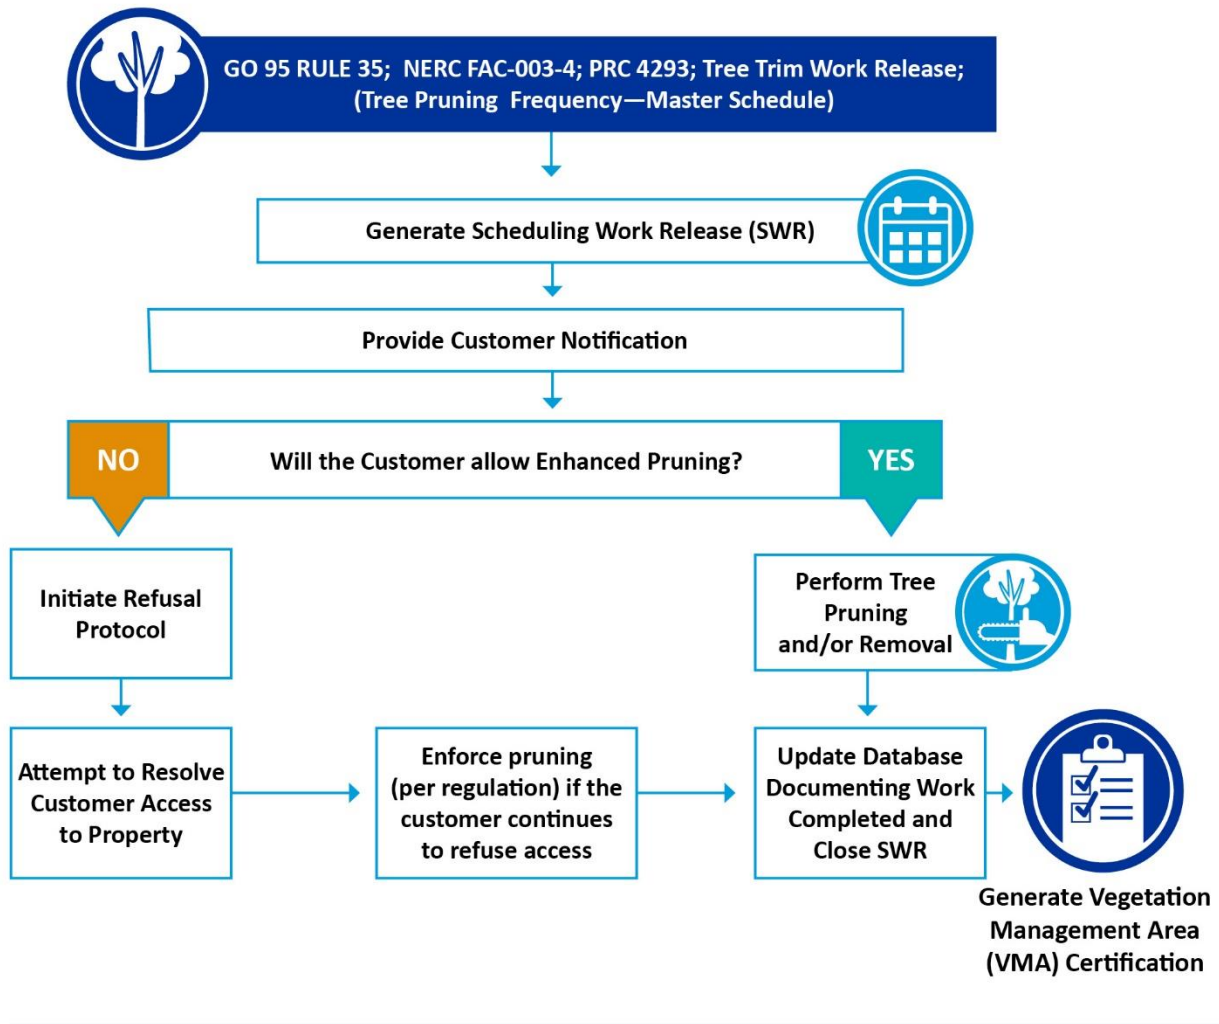 GO 95 RULE 35;  NERC FAC-003-4; PRC 4293; Tree Trim Work Release;
(Tree Pruning  Frequency—Master Schedule)
Generate Scheduling Work Release (SWR)
Provide Customer Notification
NO
Will the Customer allow Enhanced Pruning?
YES
Initiate Refusal
Protocol
Perform Tree
Pruning
and/or Removal
Attempt to Resolve
Customer Access
to Property
Enforce pruning
(per regulation) if the
customer continues
to refuse access
Update Database
Documenting Work
Completed and
Close SWR
Generate Vegetation
Management Area
(VMA) Certification